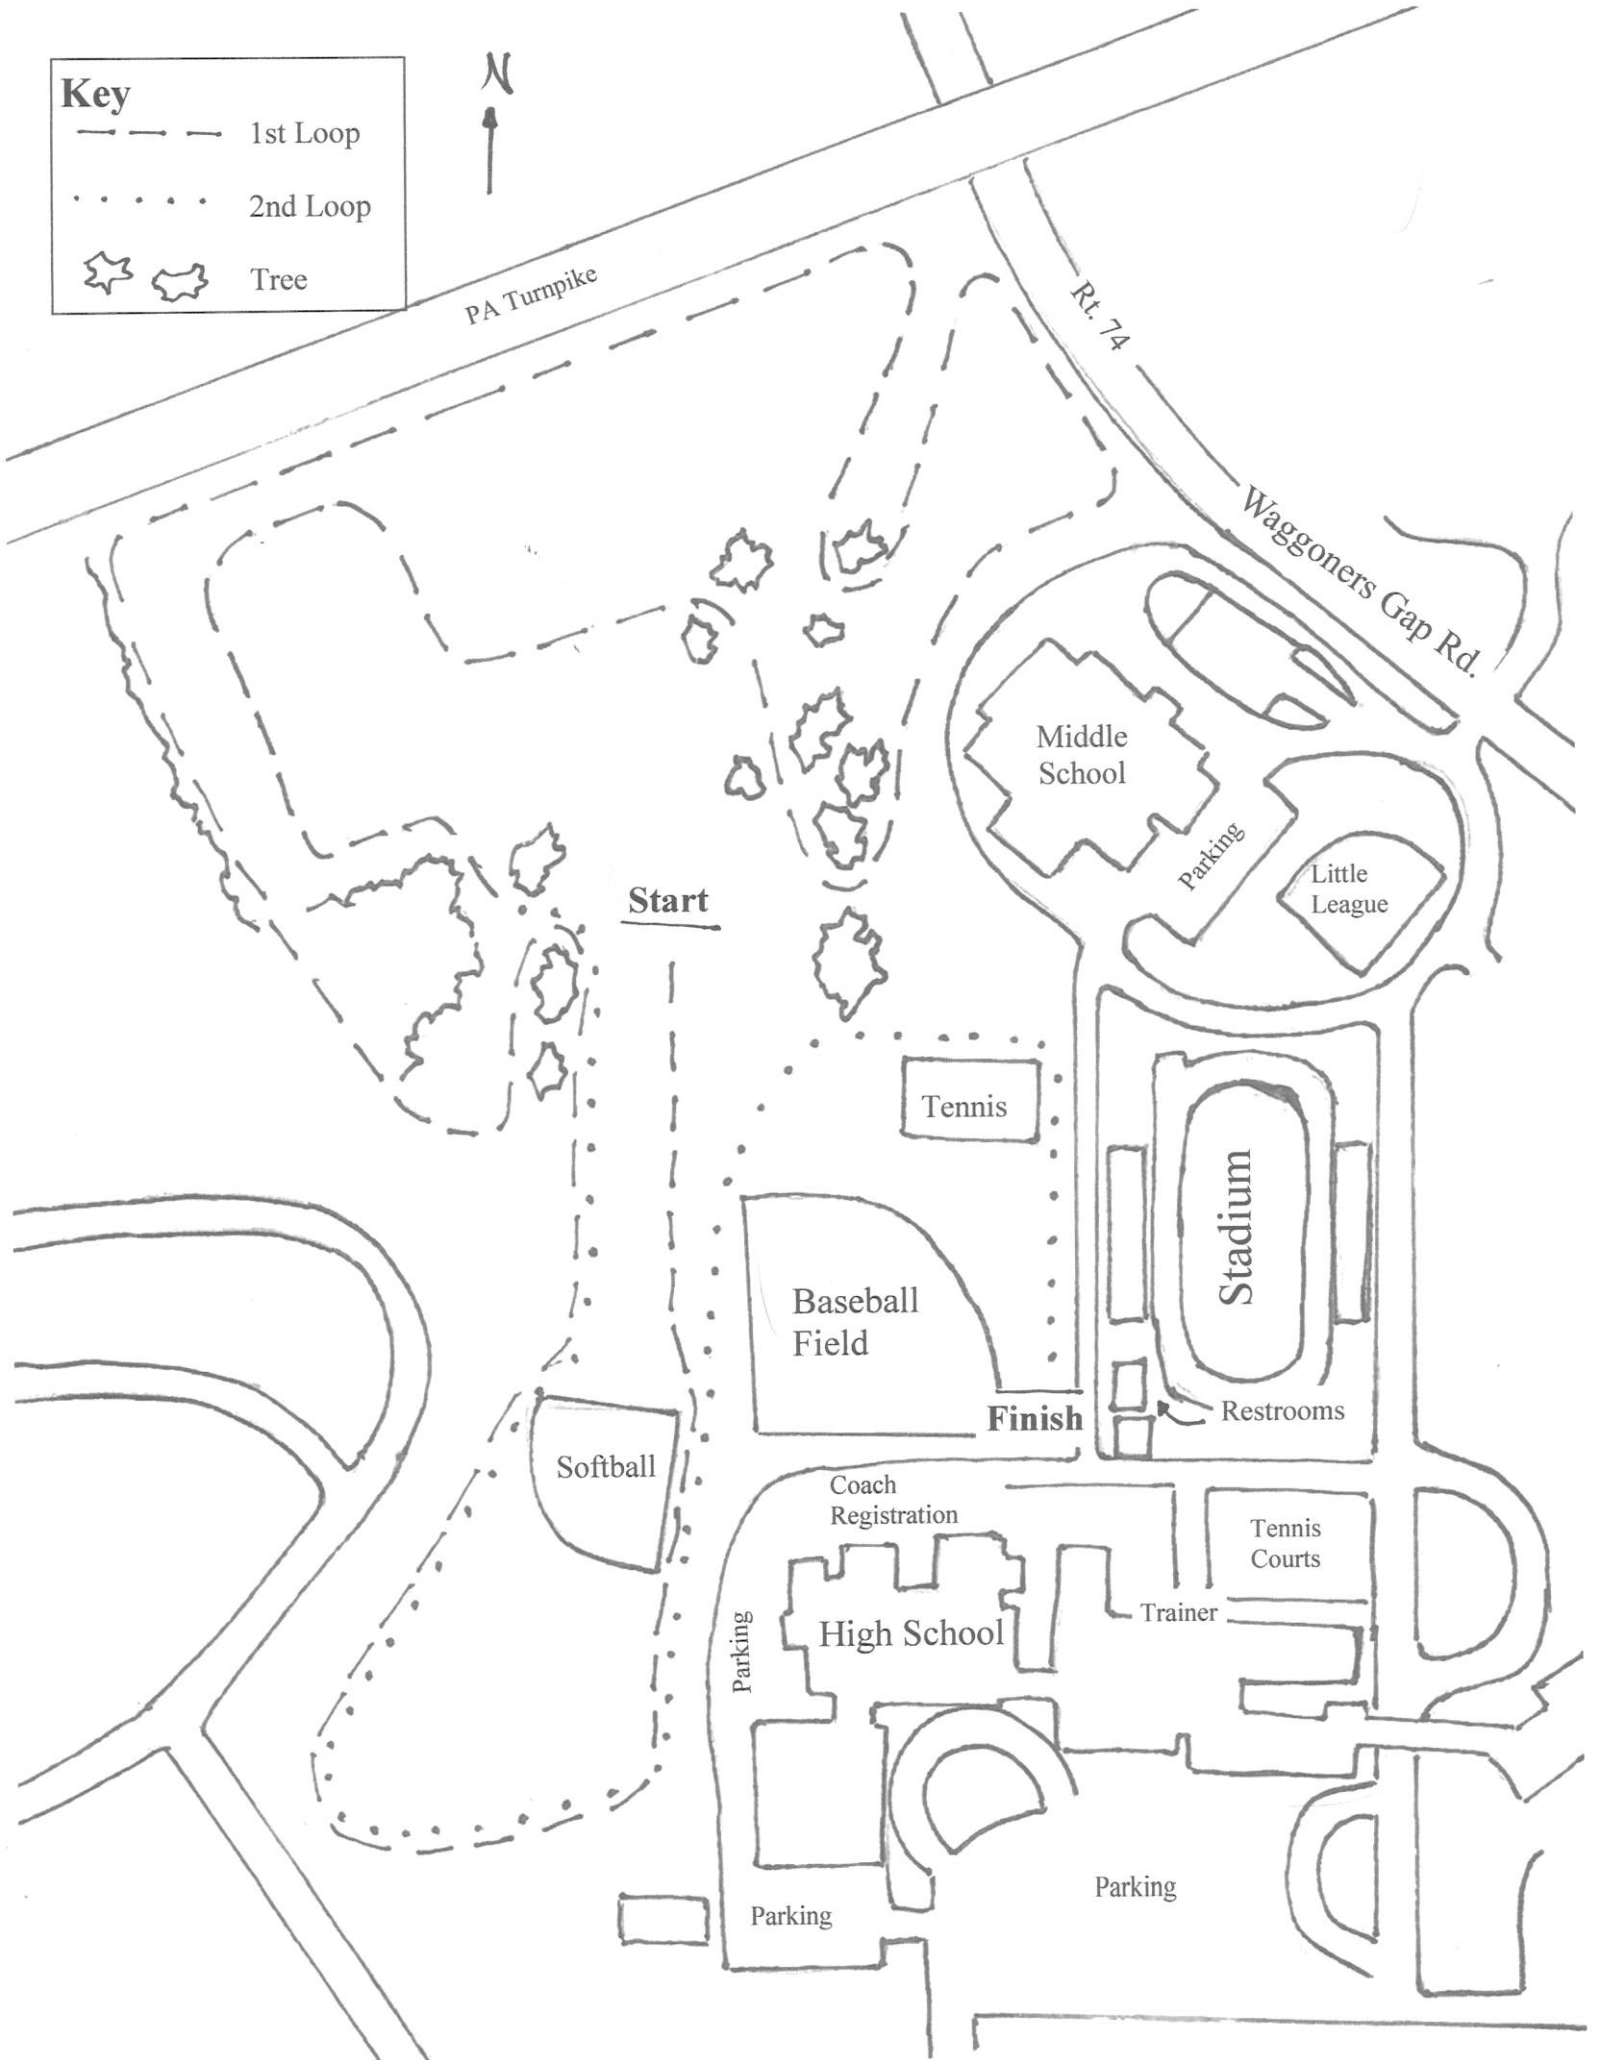 N
Key
1st Loop
2nd Loop
Tree
PA Turnpike
Rt. 74
Waggoners Gap Rd.
Middle
School
Parking
Little
League
Start
Tennis
Stadium
Baseball
Field
Finish
Restrooms
Softball
Coach
Registration
Tennis
Courts
Trainer
High School
Parking
Parking
Parking